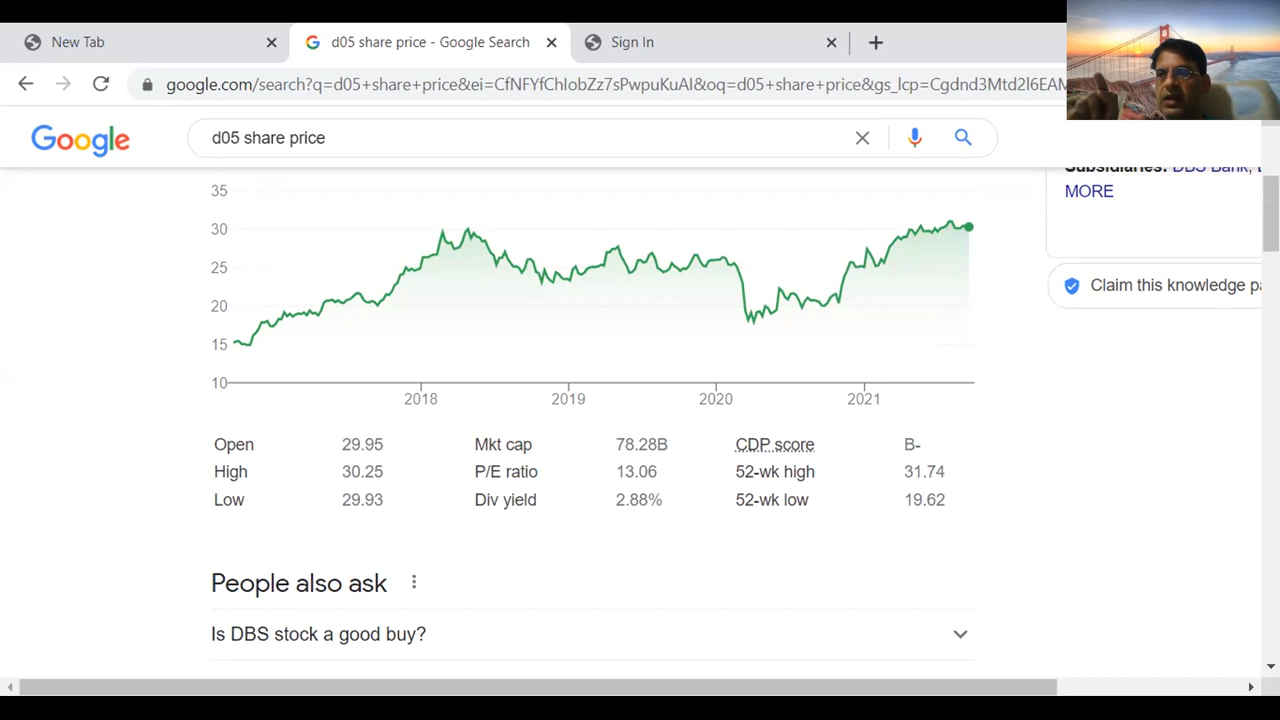 New Tab
d05 share price - Google Search
Sign In
google.com/search?q=d05+share+price&ei=CfNFYfChIobZz7sPwpuKuAI&oq=d05+share+price&gs_lcp=Cgdnd3Mtd2l6EAM
Google
d05 share price
Subsidiaries: DBS Bank,
MORE
35
30
25
20
15
10
2018 2019 2020 2021
Claim this knowledge pa
Open 29.95 Mkt cap 78.28B CDP score B-
High 30.25 P/E ratio 13.06 52-wk high 31.74
Low 29.93 Div yield 2.88% 52-wk low 19.62
People also ask
Is DBS stock a good buy?